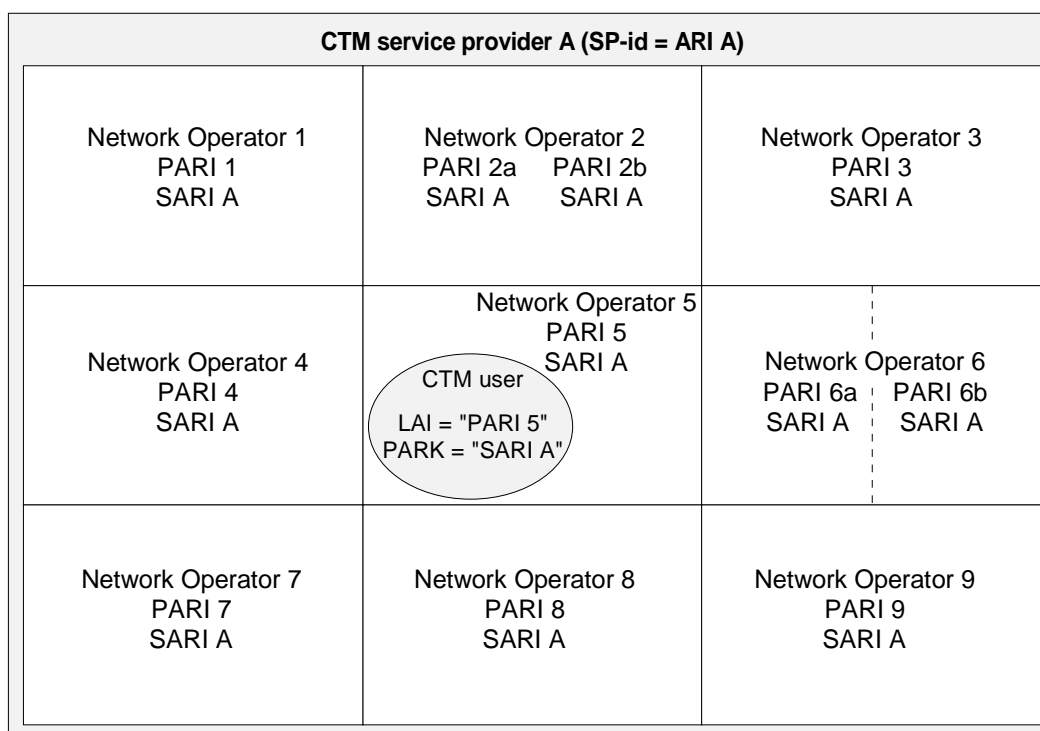 CTM service provider A (SP-id = ARI A)
Network Operator 1
PARI 1
SARI A
Network Operator 2
PARI 2a PARI 2b
SARI A SARI A
Network Operator 3
PARI 3
SARI A
Network Operator 4
PARI 4
SARI A
Network Operator 5
PARI 5
SARI A
CTM user
LAI = "PARI 5"
PARK = "SARI A"
Network Operator 6
PARI 6a PARI 6b
SARI A SARI A
Network Operator 7
PARI 7
SARI A
Network Operator 8
PARI 8
SARI A
Network Operator 9
PARI 9
SARI A